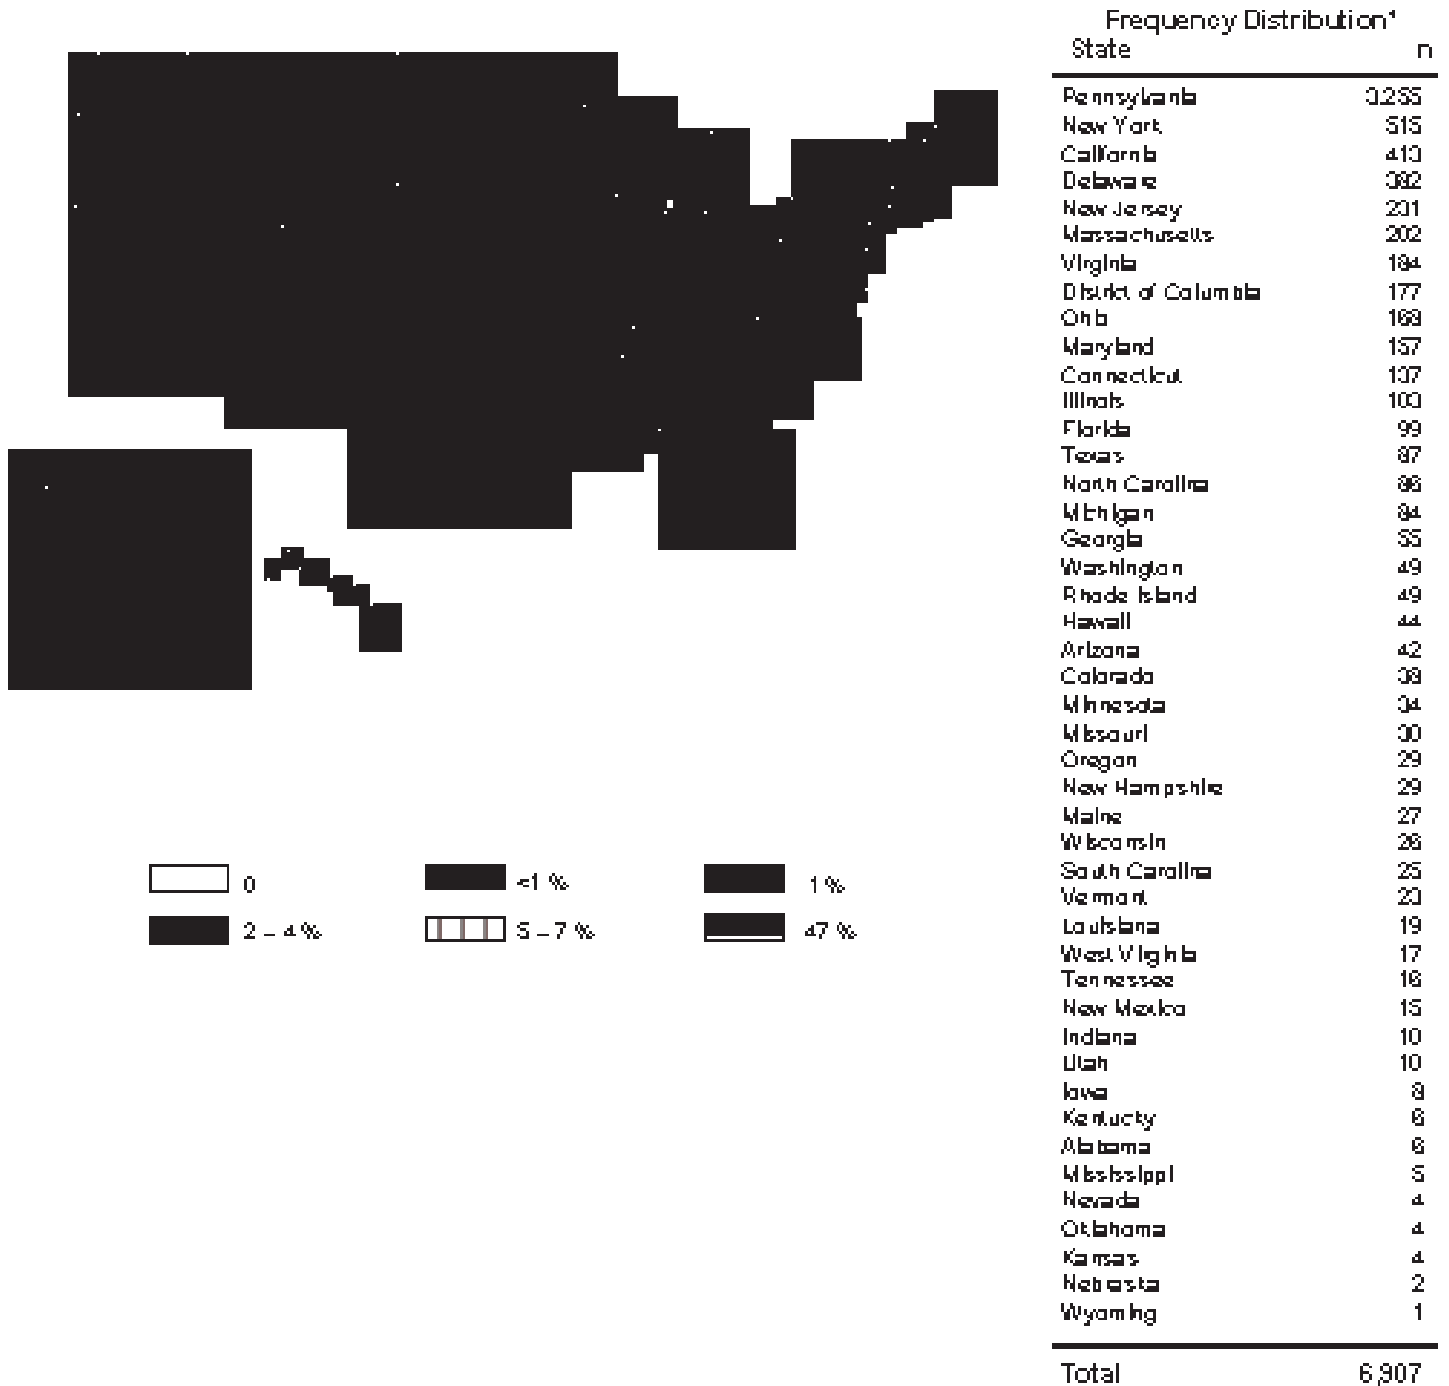 Frequency Distribution*
State n
Pennsylvania 3,255
New York 515
California 413
Delaware 382
New Jersey 231
Massachusetts 202
Virginia 184
District of Columbia 177
Ohio 168
Maryland 157
Connecticut 137
Illinois 103
Florida 99
Texas 87
North Carolina 86
Michigan 84
Georgia 55
Washington 49
Rhode Island 49
Hawaii 44
Arizona 42
Colorado 38
Minnesota 34
Missouri 30
Oregon 29
New Hampshire 29
Maine 27
Wisconsin 26
South Carolina 25
Vermont 23
Louisiana 19
West Virginia 17
Tennessee 16
New Mexico 15
Indiana 10
Utah 10
Iowa 8
Kentucky 6
Alabama 6
Mississippi 5
Nevada 4
Oklahoma 4
Kansas 4
Nebraska 2
Wyoming 1
Total 6,907
0 <1 % 1 %
2 – 4 % 5 – 7 % 47 %